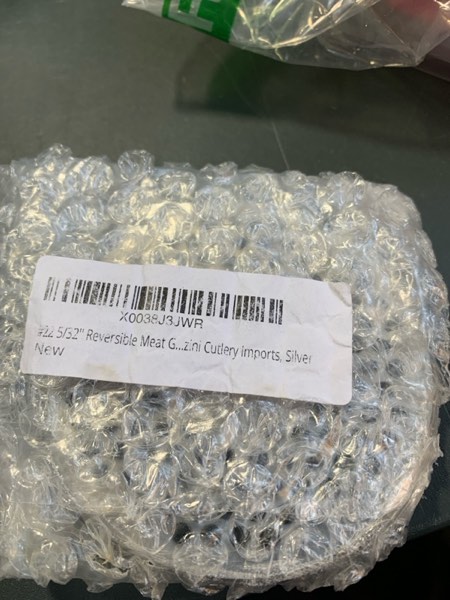 X0038J3JWR
#22 5/32" Reversible Meat G...zini Cutlery Imports, Silver
New